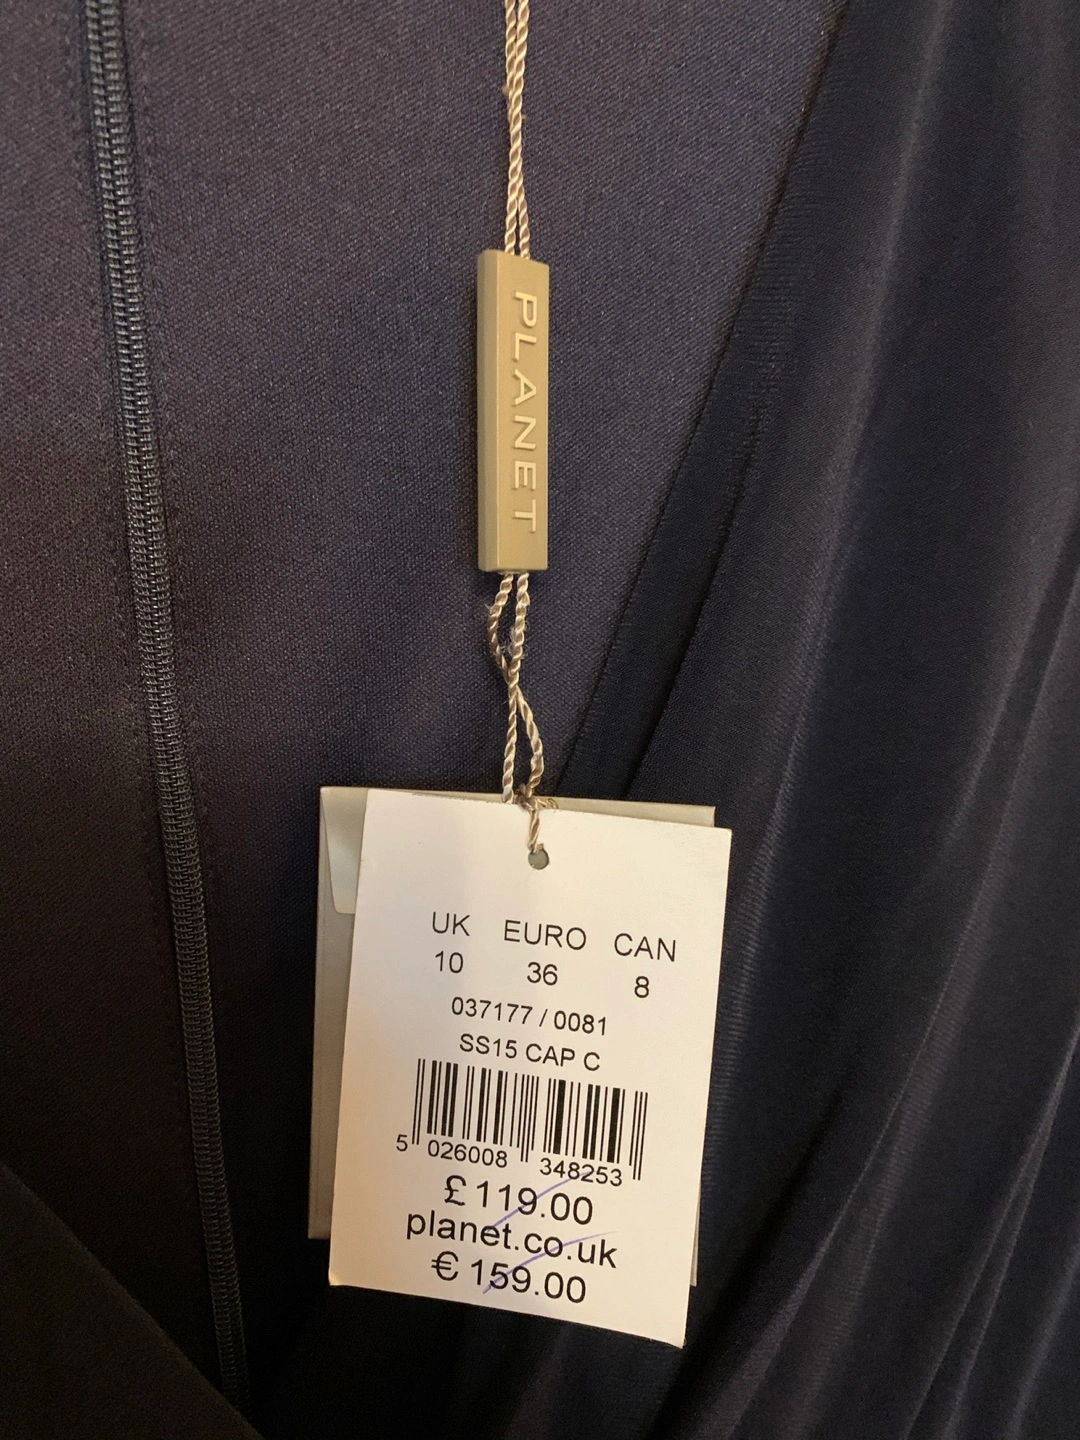 PLANET
UK EURO CAN
10 36 8
037177 / 0081
SS15 CAP C
5 026008 348253
£119.00
planet.co.uk
€159.00